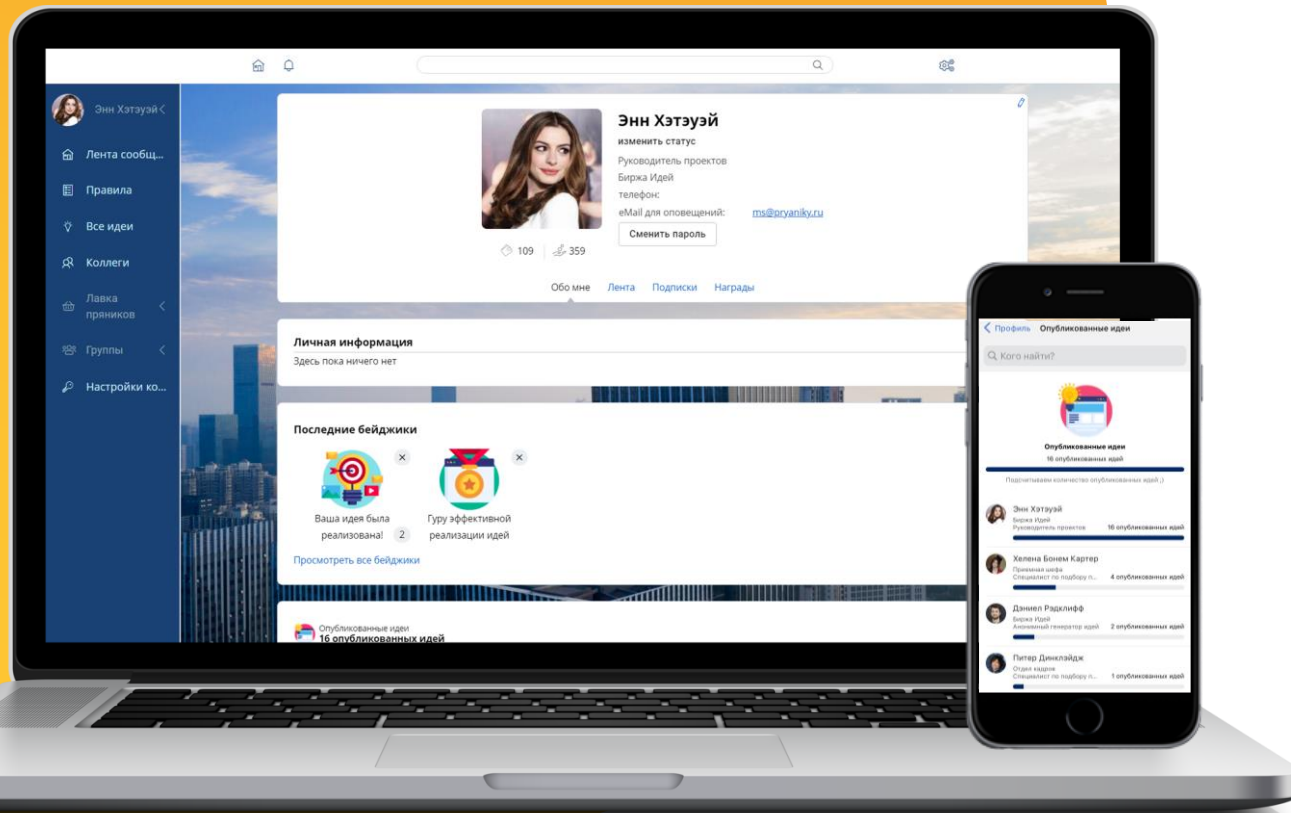 Энн Хэтэуэй
Лента сообщ...
Правила
Все идеи
Коллеги
Лавка
пряников
Группы
Настройки ко...
Энн Хэтэуэй
изменить статус
Руководитель проектов
Биржа Идей
телефон:
eMail для оповещений: ms@pryaniky.ru
Сменить пароль
109 359
Обо мне Лента Подписки Награды
Личная информация
Здесь пока ничего нет
Последние бейджики
Ваша идея была
реализована! 2
Гуру эффективной
реализации идей
Просмотреть все бейджики
Опубликованные идеи
16 опубликованных идей
Профиль Опубликованные идеи
Кого найти?
Опубликованные идеи
16 опубликованных идей
Подсчитываем количество опубликованных идей ;)
Энн Хэтэуэй
Биржа Идей
Руководитель проектов 16 опубликованных идей
Хелена Бонем Картер
Приемная шефа
Специалист по подбору п... 4 опубликованных идей
Дэниел Рэдклифф
Биржа Идей
Анонимный генератор идей 2 опубликованных идей
Питер Динклэйдж
Отдел кадров
Специалист по подбору п... 1 опубликованных идей